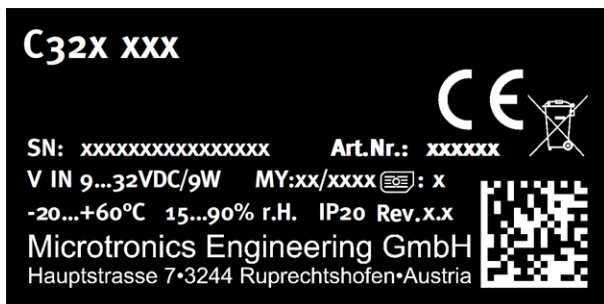 C32x xxx
CE
SN: xxxxxxxxxxxxxxxx Art.Nr.: xxxxxx
V IN 9...32VDC/9W MY:xx/xxxx : x
-20...+60°C 15...90% r.H. IP20 Rev.x.x
Microtronics Engineering GmbH
Hauptstrasse 7•3244 Ruprechtshofen•Austria